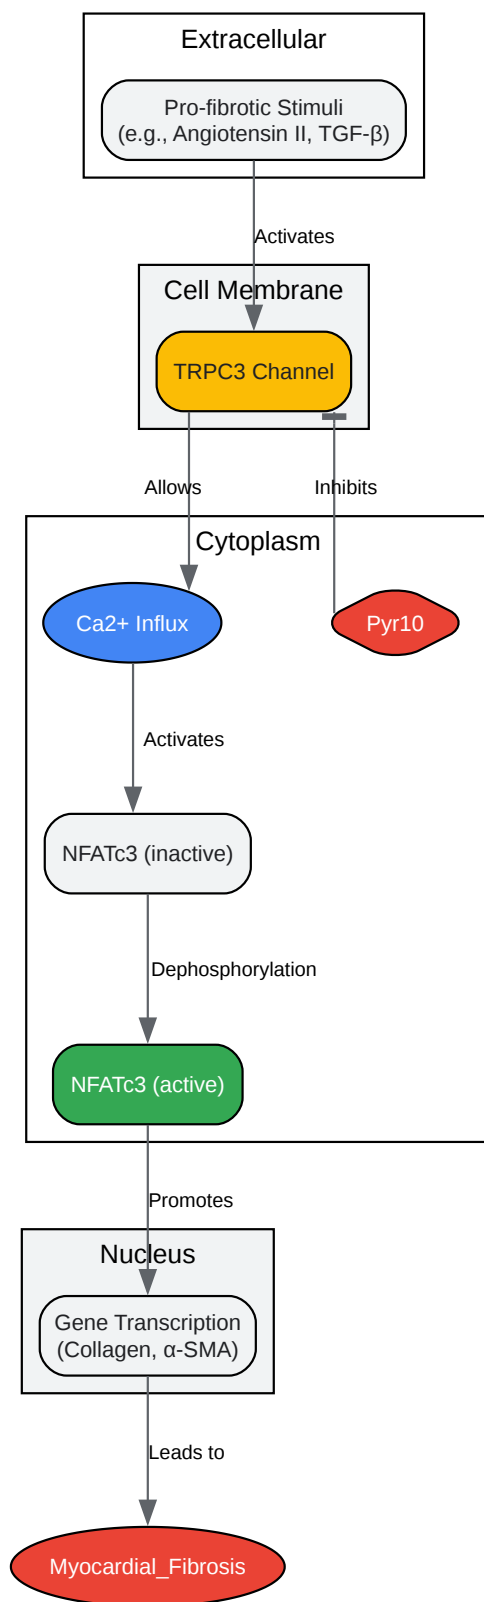 Extracellular
Pro-fibrotic Stimuli
(e.g., Angiotensin II, TGF-β)
Activates
Cell Membrane
TRPC3 Channel
Allows
Inhibits
Cytoplasm
Ca2+ Influx
Pyr10
Activates
NFATc3 (inactive)
Dephosphorylation
NFATc3 (active)
Promotes
Nucleus
Gene Transcription
(Collagen, α-SMA)
Leads to
Myocardial_Fibrosis